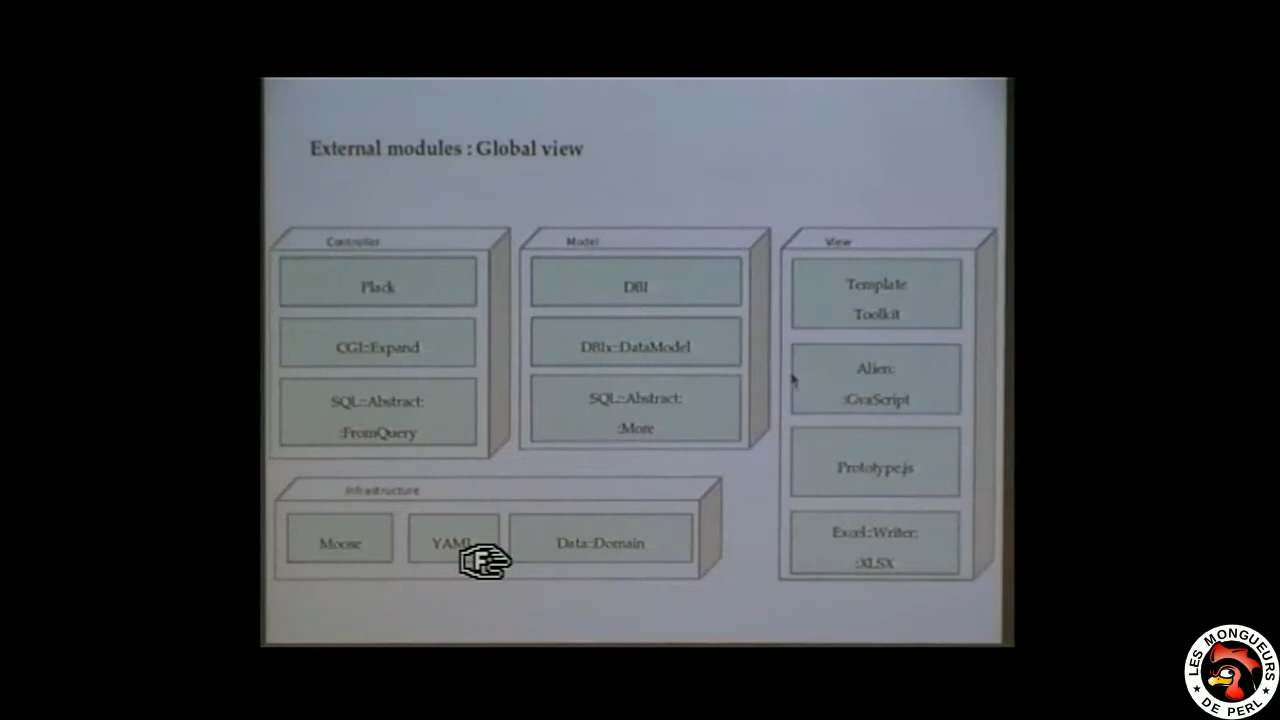 External modules : Global view
Controller
Plack
CGI::Expand
SQL::Abstract:
:FromQuery
Model
DBI
DBIx::DataModel
SQL::Abstract:
:More
View
Template
Toolkit
Alien:
:GvaScript
Prototype.js
Excel::Writer:
:XLSX
Infrastructure
Moose
YAML
Data::Domain
LES MONGUEURS
DE PERL